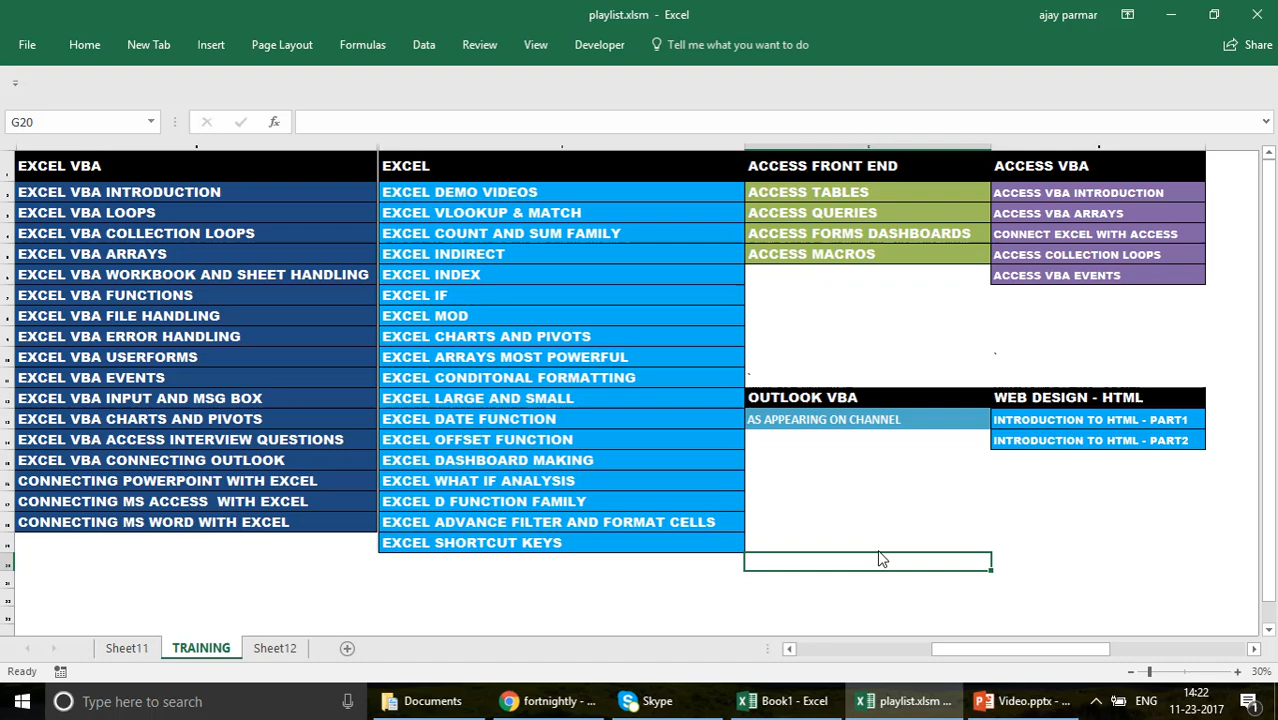 playlist.xlsm - Excel
ajay parmar
File Home New Tab Insert Page Layout Formulas Data Review View Developer Tell me what you want to do Share
G20
EXCEL VBA
EXCEL VBA INTRODUCTION
EXCEL VBA LOOPS
EXCEL VBA COLLECTION LOOPS
EXCEL VBA ARRAYS
EXCEL VBA WORKBOOK AND SHEET HANDLING
EXCEL VBA FUNCTIONS
EXCEL VBA FILE HANDLING
EXCEL VBA ERROR HANDLING
EXCEL VBA USERFORMS
EXCEL VBA EVENTS
EXCEL VBA INPUT AND MSG BOX
EXCEL VBA CHARTS AND PIVOTS
EXCEL VBA ACCESS INTERVIEW QUESTIONS
EXCEL VBA CONNECTING OUTLOOK
CONNECTING POWERPOINT WITH EXCEL
CONNECTING MS ACCESS WITH EXCEL
CONNECTING MS WORD WITH EXCEL
EXCEL
EXCEL DEMO VIDEOS
EXCEL VLOOKUP & MATCH
EXCEL COUNT AND SUM FAMILY
EXCEL INDIRECT
EXCEL INDEX
EXCEL IF
EXCEL MOD
EXCEL CHARTS AND PIVOTS
EXCEL ARRAYS MOST POWERFUL
EXCEL CONDITONAL FORMATTING
EXCEL LARGE AND SMALL
EXCEL DATE FUNCTION
EXCEL OFFSET FUNCTION
EXCEL DASHBOARD MAKING
EXCEL WHAT IF ANALYSIS
EXCEL D FUNCTION FAMILY
EXCEL ADVANCE FILTER AND FORMAT CELLS
EXCEL SHORTCUT KEYS
ACCESS FRONT END
ACCESS TABLES
ACCESS QUERIES
ACCESS FORMS DASHBOARDS
ACCESS MACROS
`
OUTLOOK VBA
AS APPEARING ON CHANNEL
ACCESS VBA
ACCESS VBA INTRODUCTION
ACCESS VBA ARRAYS
CONNECT EXCEL WITH ACCESS
ACCESS COLLECTION LOOPS
ACCESS VBA EVENTS
`
WEB DESIGN - HTML
INTRODUCTION TO HTML - PART1
INTRODUCTION TO HTML - PART2
Sheet11 TRAINING Sheet12
Ready
30%
Type here to search
Documents
fortnightly - ...
Skype
Book1 - Excel
playlist.xlsm ...
Video.pptx - ...
ENG
14:22
11-23-2017
1